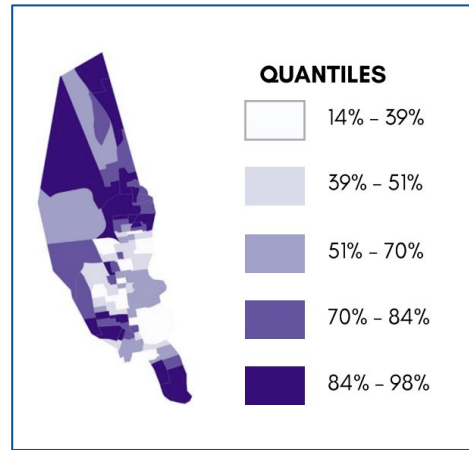 QUANTILES
14% – 39%
39% – 51%
51% – 70%
70% – 84%
84% – 98%